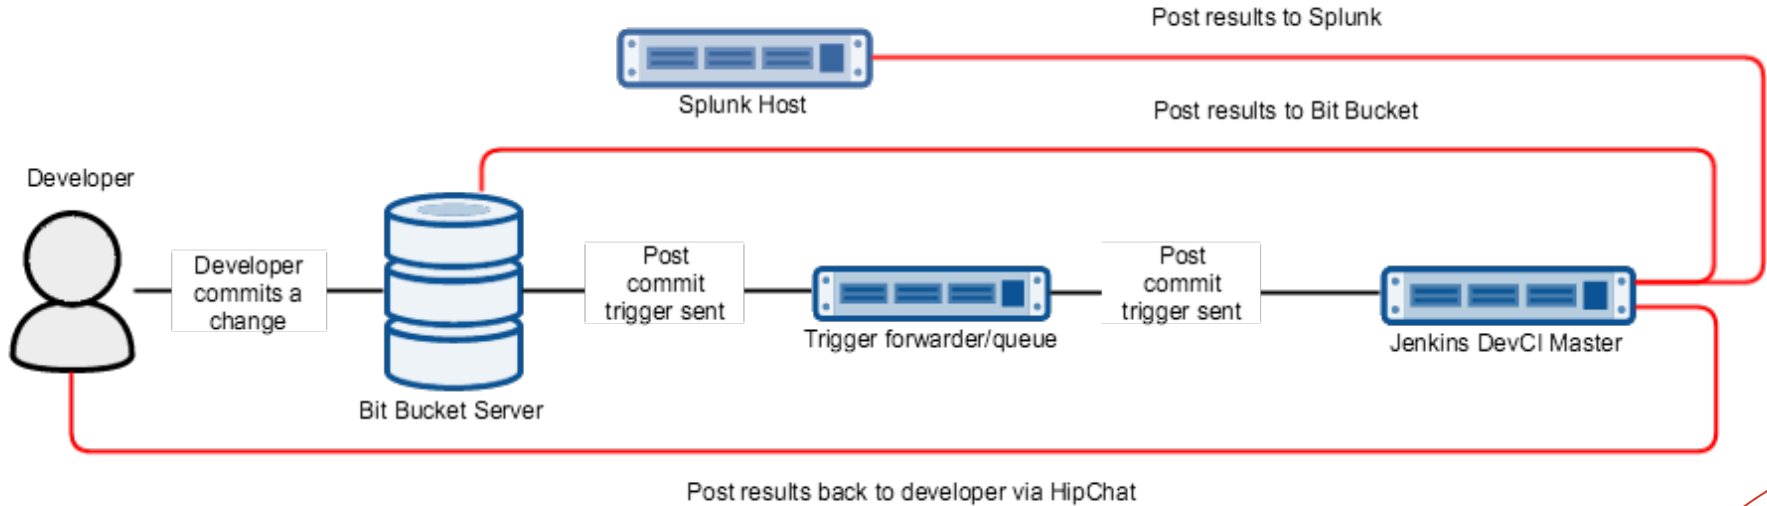 Post results to Splunk
Splunk Host
Post results to Bit Bucket
Developer
Developer
commits a
change
Post
commit
trigger sent
Post
commit
trigger sent
Trigger forwarder/queue
Jenkins DevCI Master
Bit Bucket Server
Post results back to developer via HipChat